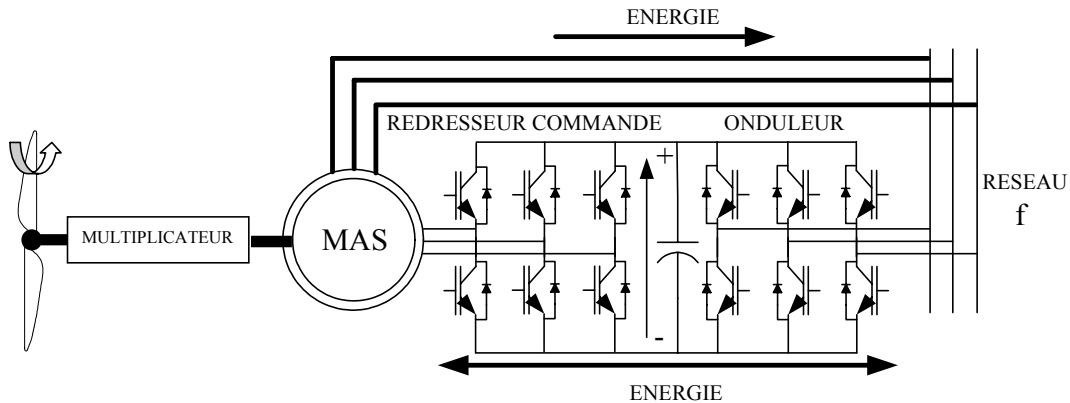 ENERGIE
REDRESSEUR COMMANDE
ONDULEUR
+
RESEAU
f
MULTIPLICATEUR
MAS
-
ENERGIE